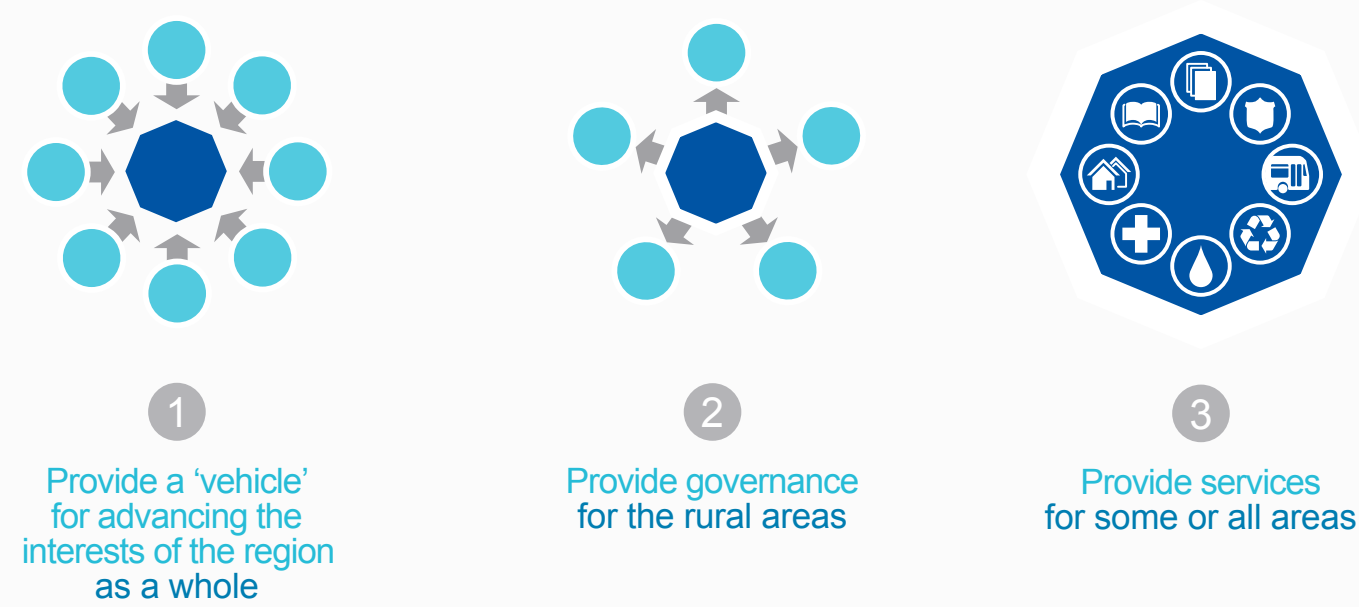 1
Provide a ‘vehicle’
for advancing the
interests of the region
as a whole
2
Provide governance
for the rural areas
3
Provide services
for some or all areas